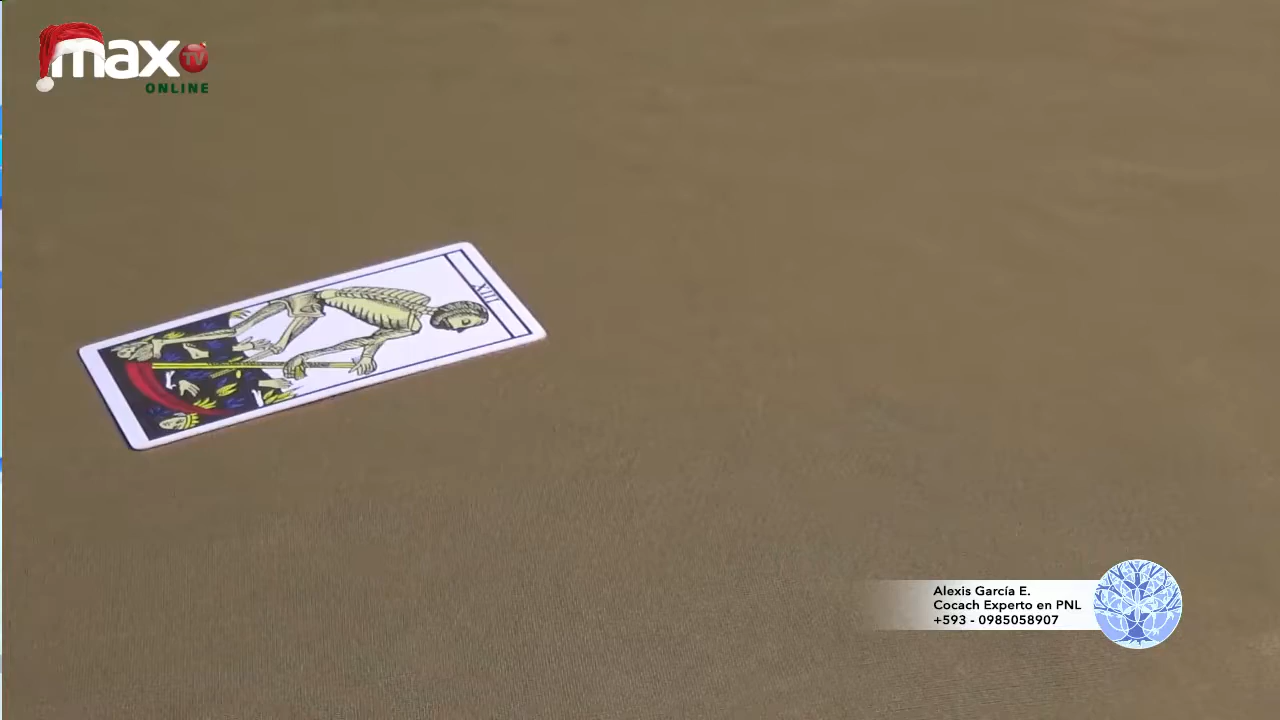 max TV
ONLINE
XIII
Alexis García E.
Cocach Experto en PNL
+593 - 0985058907